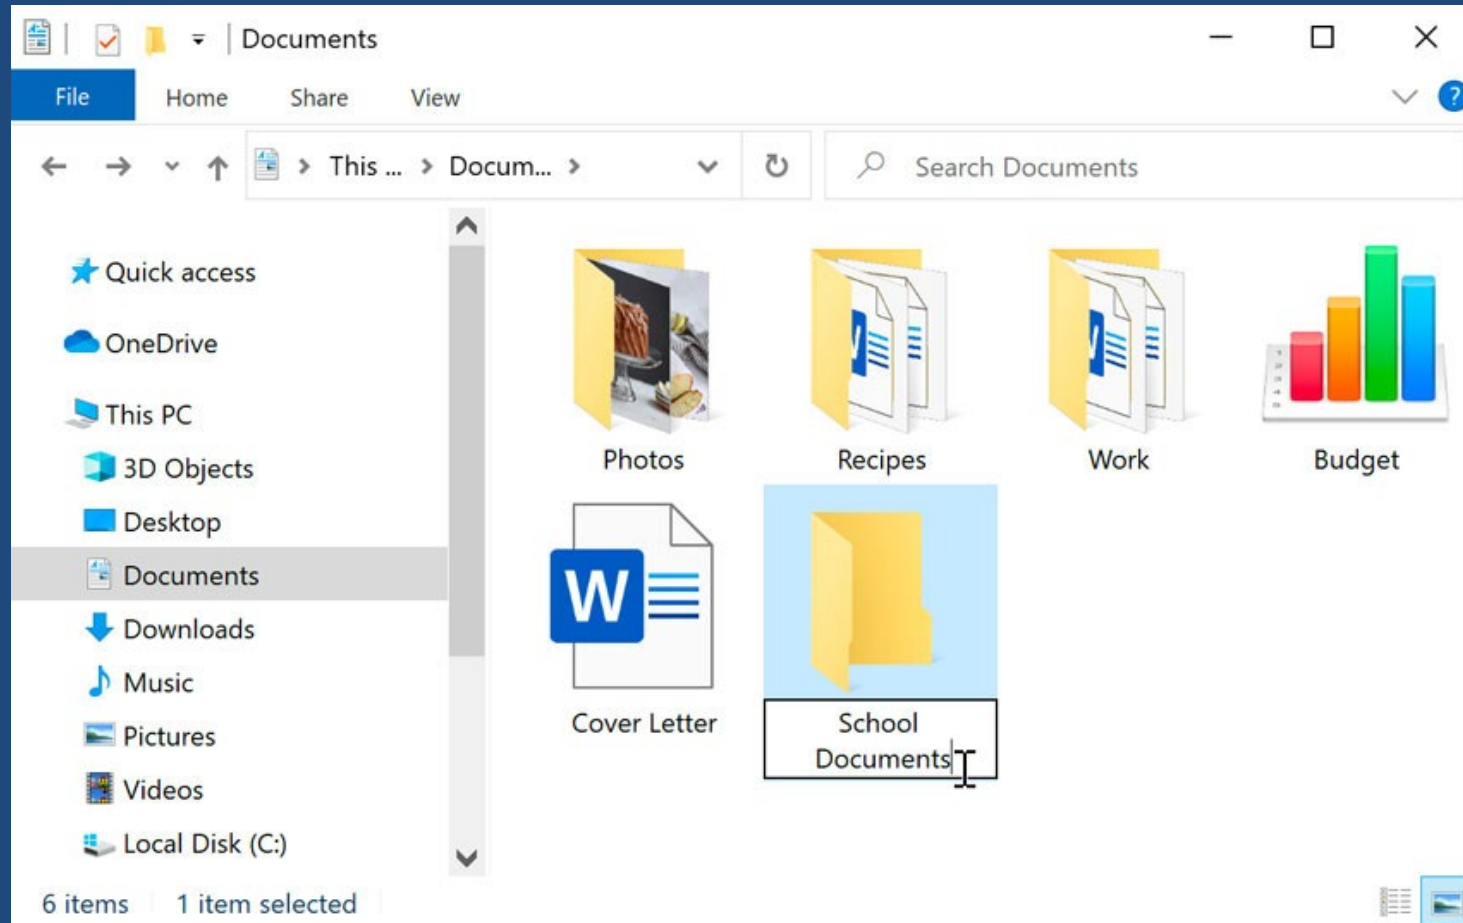 Documents
File Home Share View ?
This ... Docum... Search Documents
Quick access
OneDrive
This PC
3D Objects
Desktop
Documents
Downloads
Music
Pictures
Videos
Local Disk (C:)
Photos Recipes Work Budget
W
Cover Letter
School
Documents
6 items 1 item selected